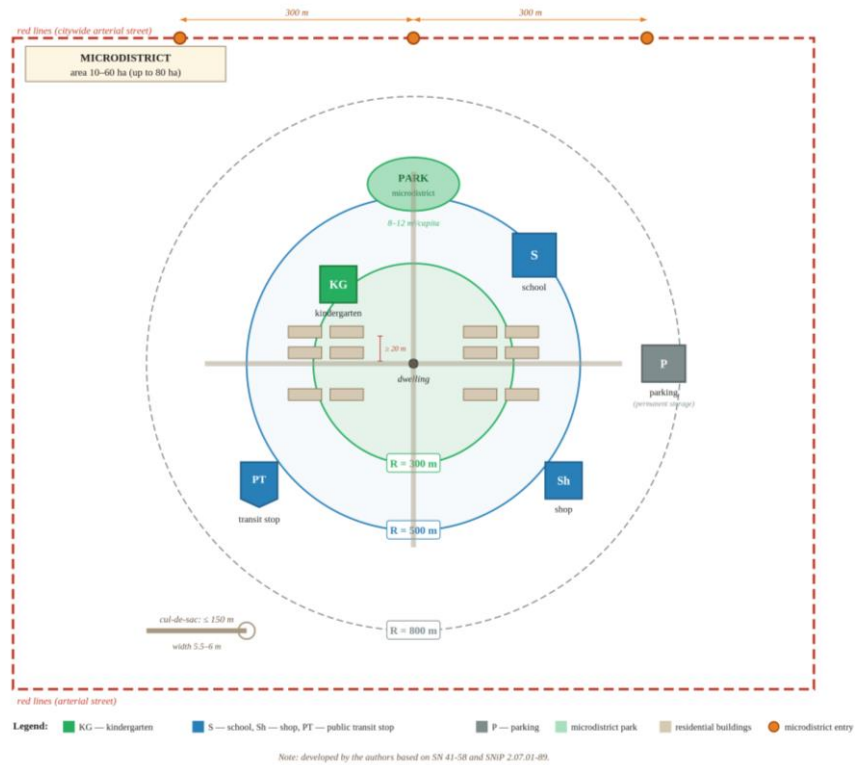 300 m
300 m
red lines (citywide arterial street)
MICRODISTRICT
area 10–60 ha (up to 80 ha)
PARK
microdistrict
8–12 m²/capita
S
school
KG
kindergarten
≥ 20 m
dwelling
P
parking
(permanent storage)
R = 300 m
PT
transit stop
Sh
shop
R = 500 m
cul-de-sac: ≤ 150 m
width 5.5–6 m
R = 800 m
red lines (arterial street)
Legend: KG — kindergarten S — school, Sh — shop, PT — public transit stop P — parking microdistrict park residential buildings microdistrict entry
Note: developed by the authors based on SN 41-58 and SNiP 2.07.01-89.